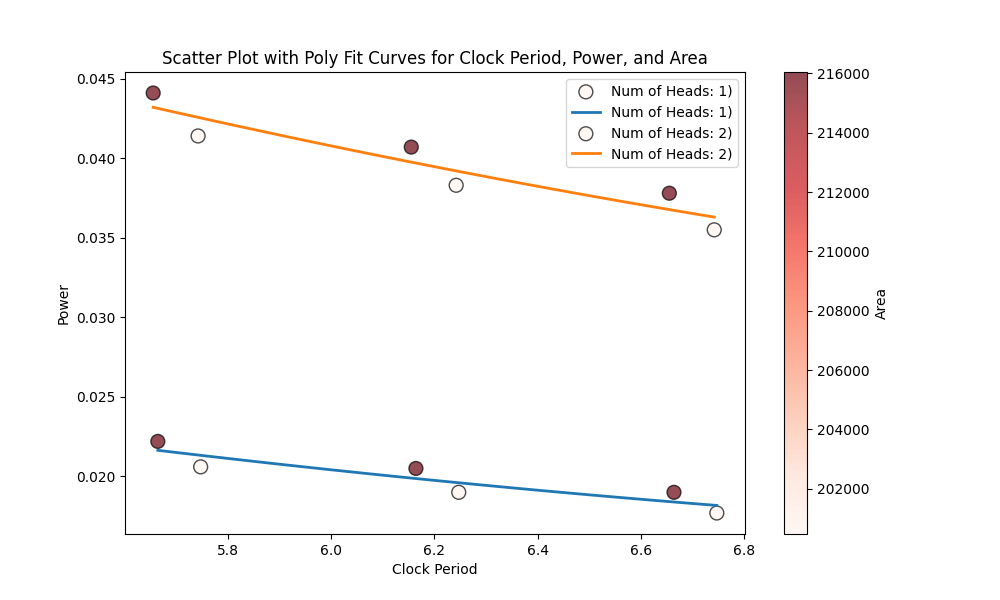 Scatter Plot with Poly Fit Curves for Clock Period, Power, and Area
Num of Heads: 1)
Num of Heads: 1)
Num of Heads: 2)
Num of Heads: 2)
0.045
0.040
0.035
0.030
0.025
0.020
Power
5.8
6.0
6.2
6.4
6.6
6.8
Clock Period
216000
214000
212000
210000
208000
206000
204000
202000
Area